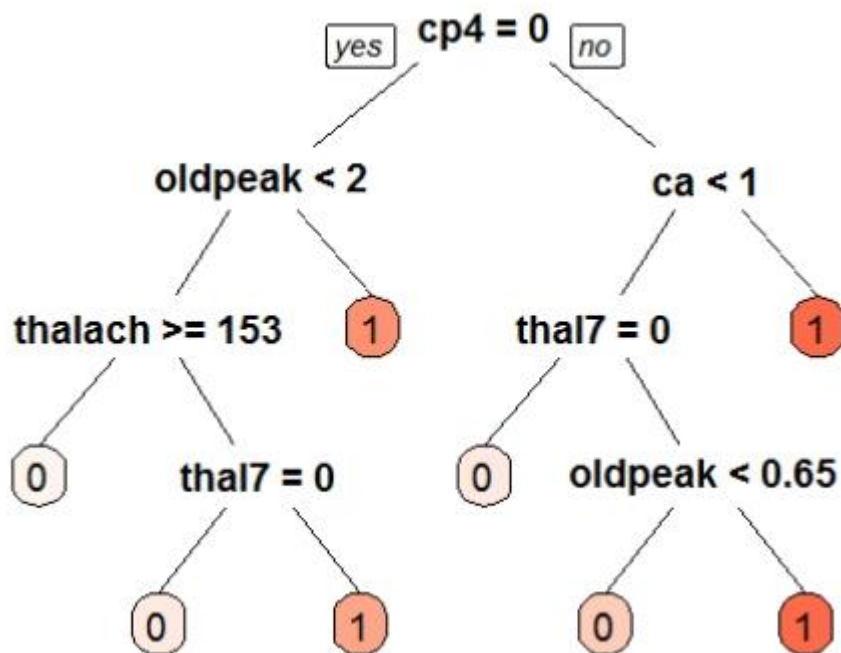 yes cp4 = 0 no
oldpeak < 2 ca < 1
thalach >= 153 1 thal7 = 0 1
0 thal7 = 0 0 oldpeak < 0.65
0 1 0 1